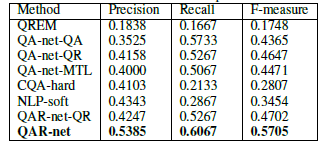 Method Precision Recall F-measure
QREM 0.1838 0.1667 0.1748
QA-net-QA 0.3525 0.5733 0.4365
QA-net-QR 0.4158 0.5267 0.4647
QA-net-MTL 0.4000 0.5067 0.4471
CQA-hard 0.4103 0.2133 0.2807
NLP-soft 0.4343 0.2867 0.3454
QAR-net-QR 0.4247 0.5267 0.4702
QAR-net 0.5385 0.6067 0.5705